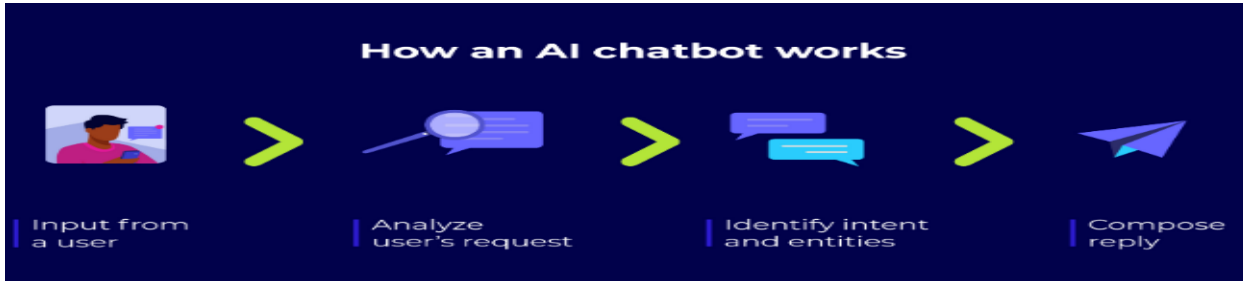 How an AI chatbot works
Input from
a user
Analyze
user's request
Identify intent
and entities
Compose
reply